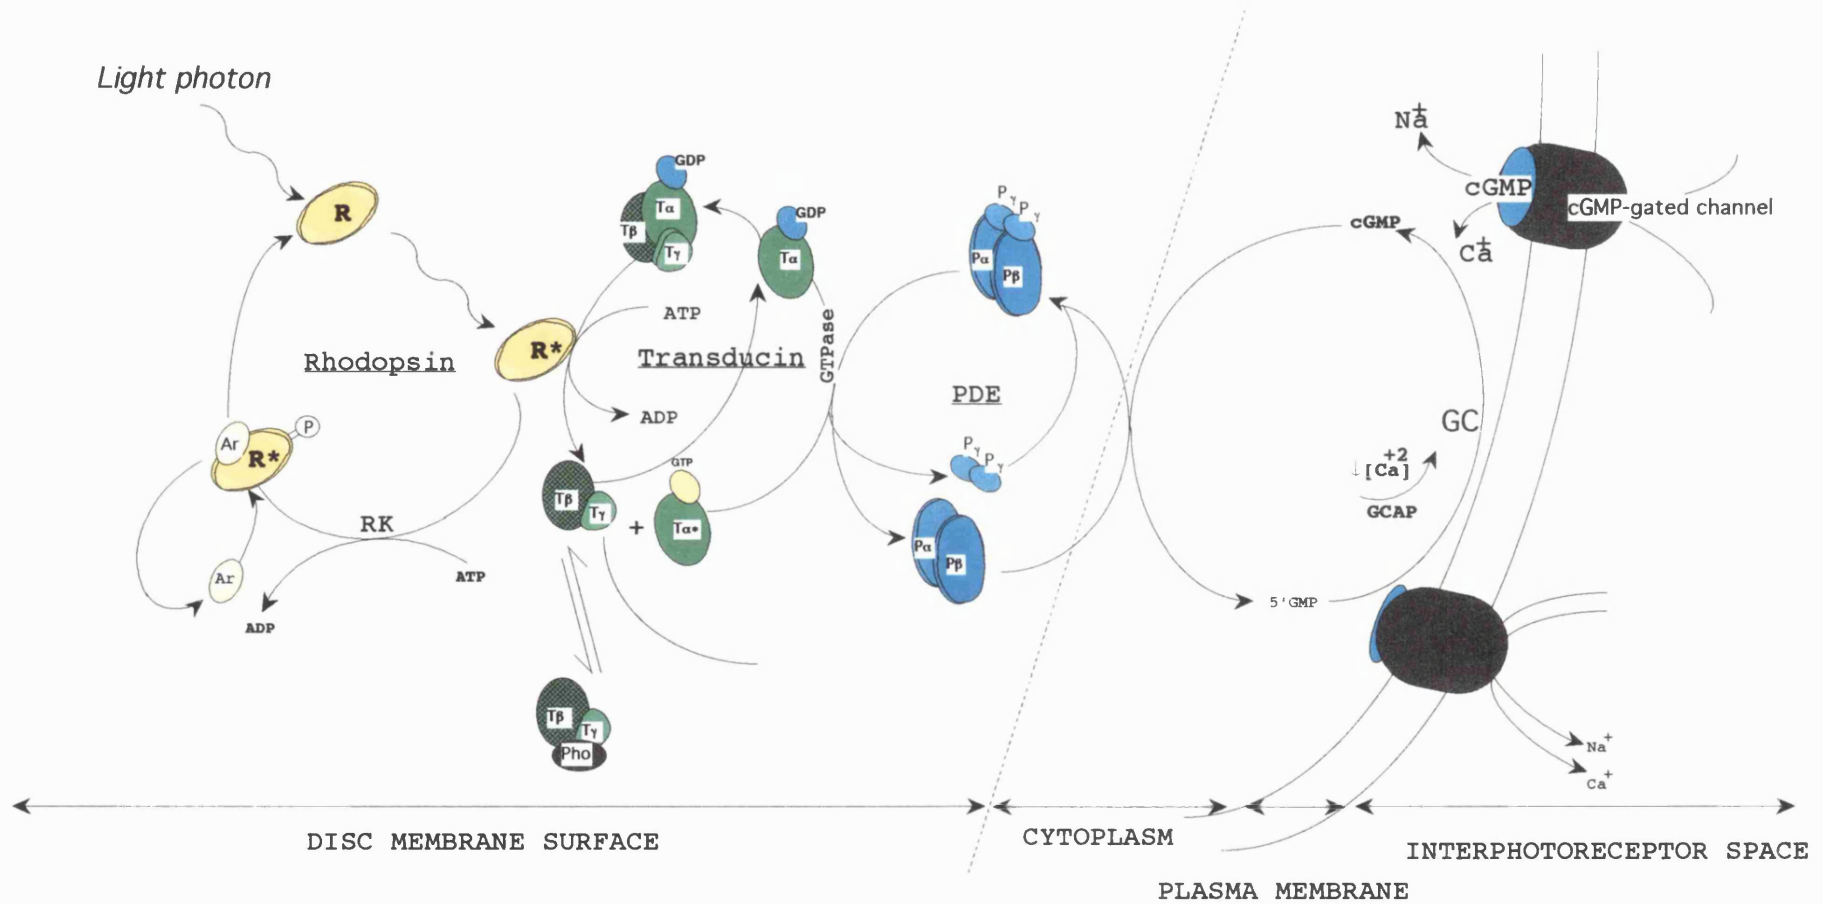 Light photon
R
R*
Rhodopsin
Ar
R*
P
RK
Ar
ATP
ADP
GDP
Tα
Tβ
Tγ
GDP
Tα
ATP
Transducin
GTPase
ADP
GTP
Tβ
Tγ
+
Tα*
Tβ
Tγ
Pho
Pγ
Pγ
Pα
Pβ
PDE
Pγ
Pγ
Pα
Pβ
Na+
cGMP
cGMP-gated channel
cGMP
Ca+
GC
↓[Ca]+2
GCAP
5'GMP
Na+
Ca+
DISC MEMBRANE SURFACE
CYTOPLASM
PLASMA MEMBRANE
INTERPHOTORECEPTOR SPACE